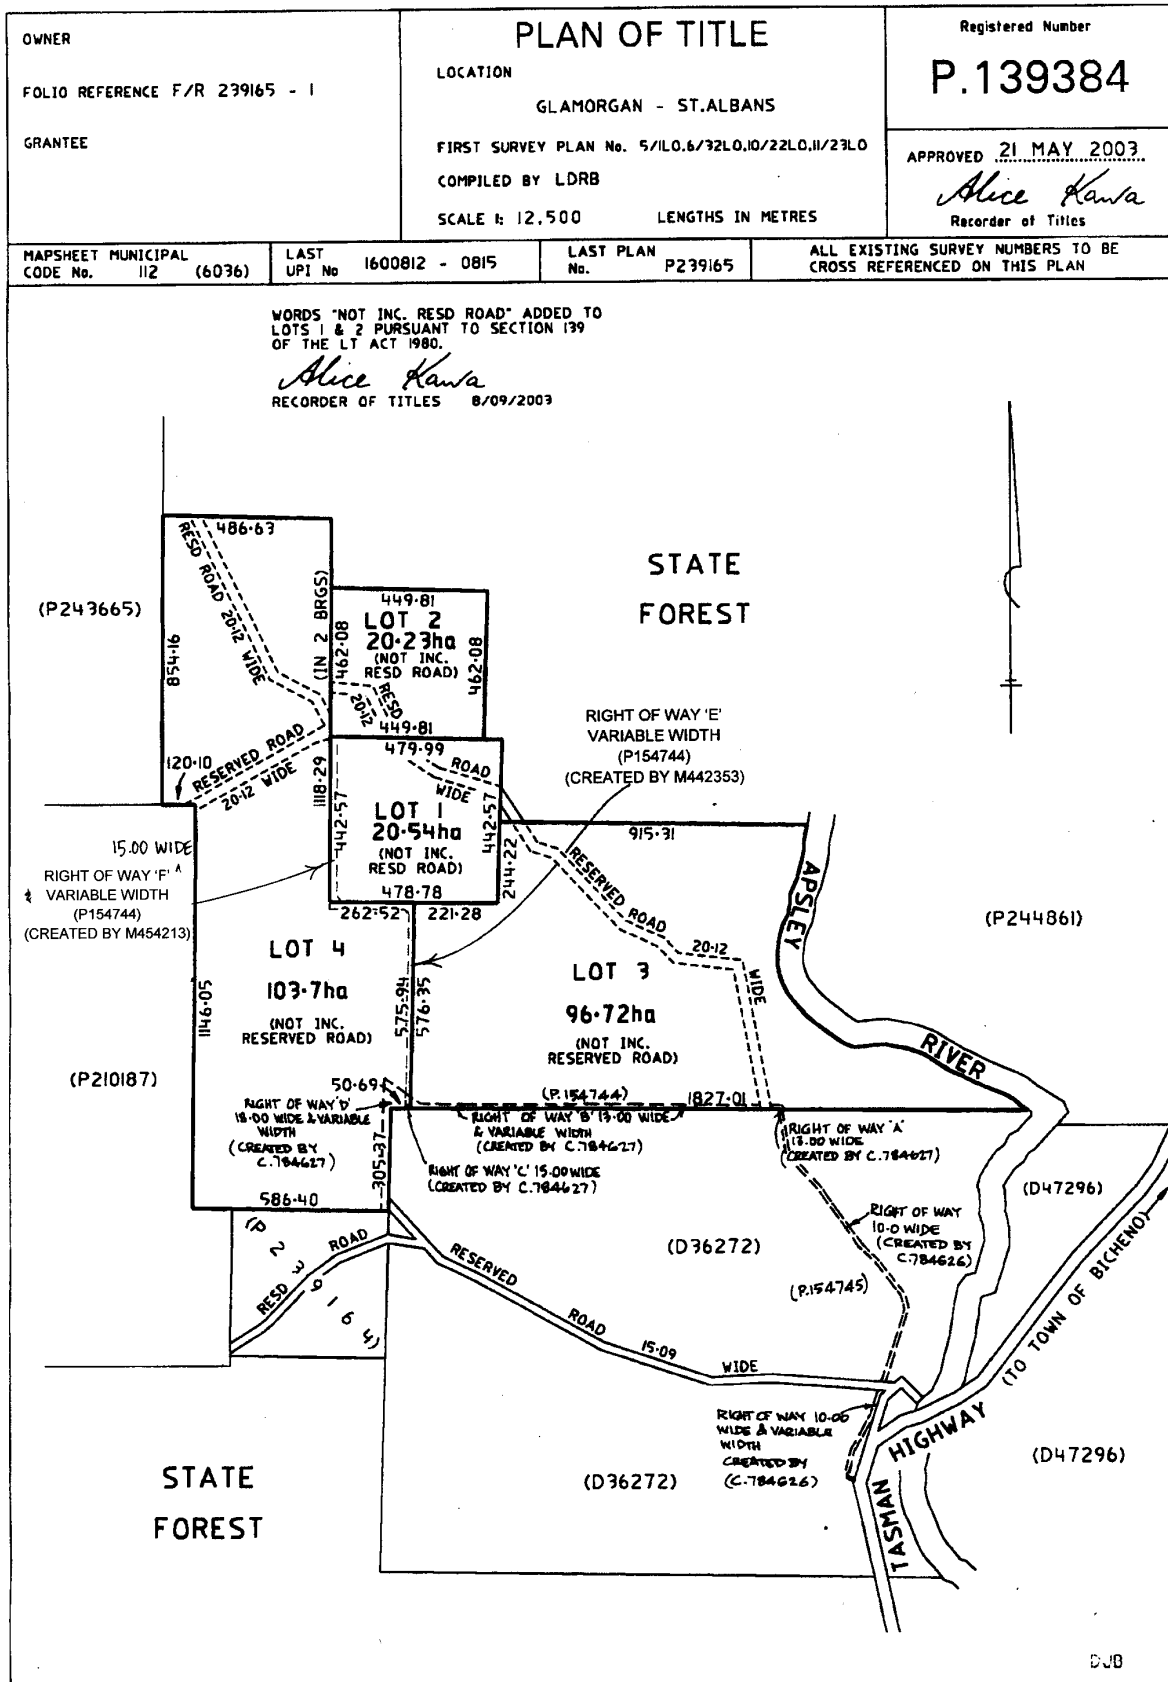 OWNER
FOLIO REFERENCE F/R 239165 - 1
GRANTEE
PLAN OF TITLE
LOCATION
GLAMORGAN - ST.ALBANS
FIRST SURVEY PLAN No. 5/1LO,6/32LO,10/22LO,11/23LO
COMPILED BY LDRB
SCALE 1: 12,500 LENGTHS IN METRES
Registered Number
P.139384
APPROVED 21 MAY 2003
Alice Kawa
Recorder of Titles
MAPSHEET MUNICIPAL
CODE No. 112 (6036)
LAST
UPI No 1600812 - 0815
LAST PLAN
No. P239165
ALL EXISTING SURVEY NUMBERS TO BE
CROSS REFERENCED ON THIS PLAN
WORDS "NOT INC. RESD ROAD" ADDED TO
LOTS 1 & 2 PURSUANT TO SECTION 139
OF THE LT ACT 1980.
Alice Kawa
RECORDER OF TITLES 8/09/2003
486·63
RESD ROAD 20·12 WIDE
(P243665)
854·16
(IN 2 BRGS)
449·81
LOT 2
20·23ha
(NOT INC.
RESD ROAD)
462·08
462·08
RESD
20·12
449·81
STATE
FOREST
479·99
ROAD
WIDE
120·10
RESERVED ROAD
20·12 WIDE
1118·29
442·57
LOT 1
20·54ha
(NOT INC.
RESD ROAD)
442·57
478·78
244·22
RIGHT OF WAY 'E'
VARIABLE WIDTH
(P154744)
(CREATED BY M442353)
915·31
15.00 WIDE
RIGHT OF WAY 'F' ^
& VARIABLE WIDTH
(P154744)
(CREATED BY M454213)
262·52
221·28
RESERVED ROAD
20·12
WIDE
APSLEY
RIVER
(P244861)
LOT 4
103·7ha
(NOT INC.
RESERVED ROAD)
1146·05
575·94
576·35
LOT 3
96·72ha
(NOT INC.
RESERVED ROAD)
(P210187)
50·69
(P.154744)
1827·01
RIGHT OF WAY 'D'
18·00 WIDE & VARIABLE
WIDTH
(CREATED BY
C.784627)
RIGHT OF WAY 'B' 13·00 WIDE
& VARIABLE WIDTH
(CREATED BY C.784627)
RIGHT OF WAY 'A'
13.00 WIDE
(CREATED BY C.784627)
RIGHT OF WAY 'C' 15.00 WIDE
(CREATED BY C.784627)
305·37
586·40
(P239164)
RESD ROAD
RESERVED ROAD 15·09 WIDE
(D36272)
RIGHT OF WAY
10·0 WIDE
(CREATED BY
C.784626)
(P.154745)
(D47296)
(TO TOWN OF BICHENO)
RIGHT OF WAY 10·00
WIDE & VARIABLE
WIDTH
CREATED BY
(C.784626)
TASMAN HIGHWAY
(D47296)
(D36272)
STATE
FOREST
DJB